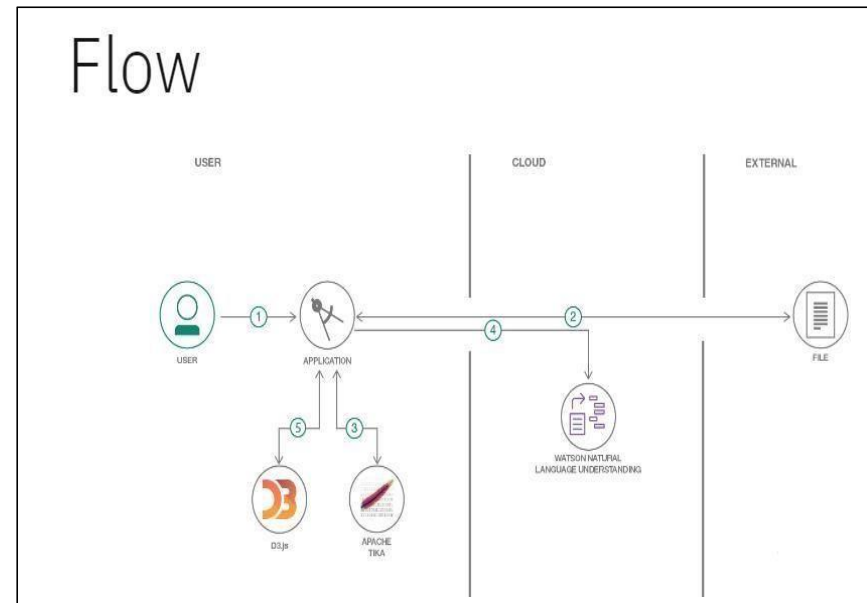 Flow
USER
CLOUD
EXTERNAL
1
2
4
USER
APPLICATION
FILE
5
3
WATSON NATURAL
LANGUAGE UNDERSTANDING
D3
D3.js
APACHE
TIKA